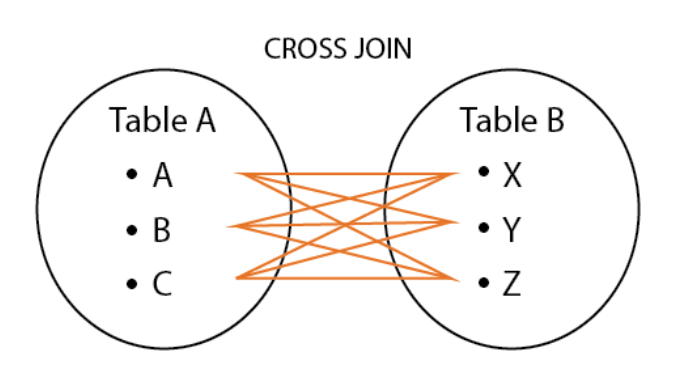 CROSS JOIN
Table A
• A
• B
• C
Table B
• X
• Y
• Z